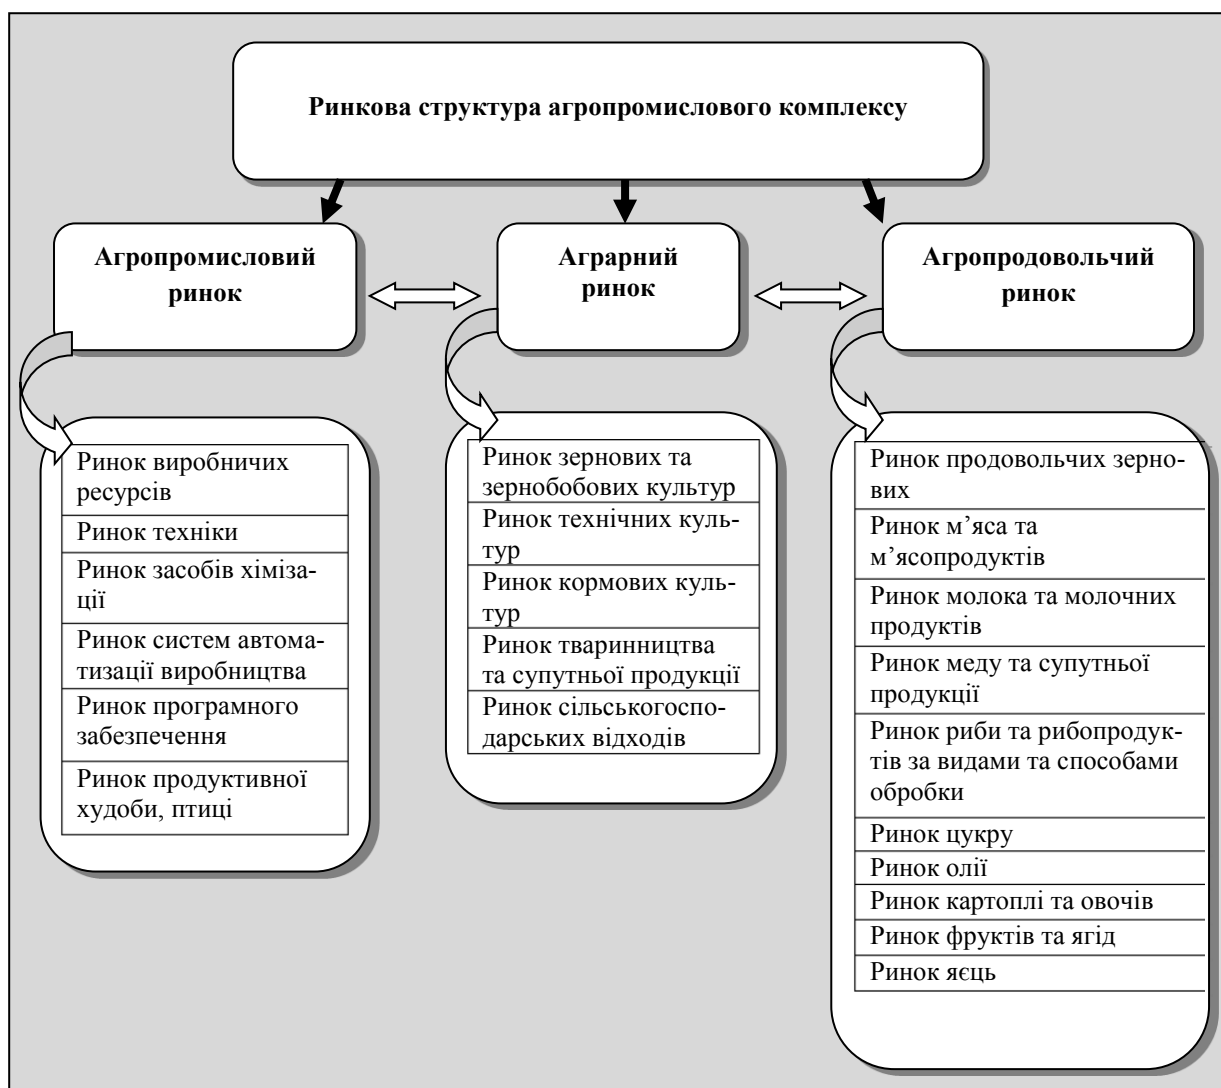 Ринкова структура агропромислового комплексу
Агропромисловий
ринок
Аграрний
ринок
Агропродовольчий
ринок
Ринок виробничих
ресурсів
Ринок техніки
Ринок засобів хіміза-
ції
Ринок систем автома-
тизації виробництва
Ринок програмного
забезпечення
Ринок продуктивної
худоби, птиці
Ринок зернових та
зернобобових культур
Ринок технічних куль-
тур
Ринок кормових куль-
тур
Ринок тваринництва
та супутньої продукції
Ринок сільськогоспо-
дарських відходів
Ринок продовольчих зерно-
вих
Ринок м’яса та
м’ясопродуктів
Ринок молока та молочних
продуктів
Ринок меду та супутньої
продукції
Ринок риби та рибопродук-
тів за видами та способами
обробки
Ринок цукру
Ринок олії
Ринок картоплі та овочів
Ринок фруктів та ягід
Ринок яєць